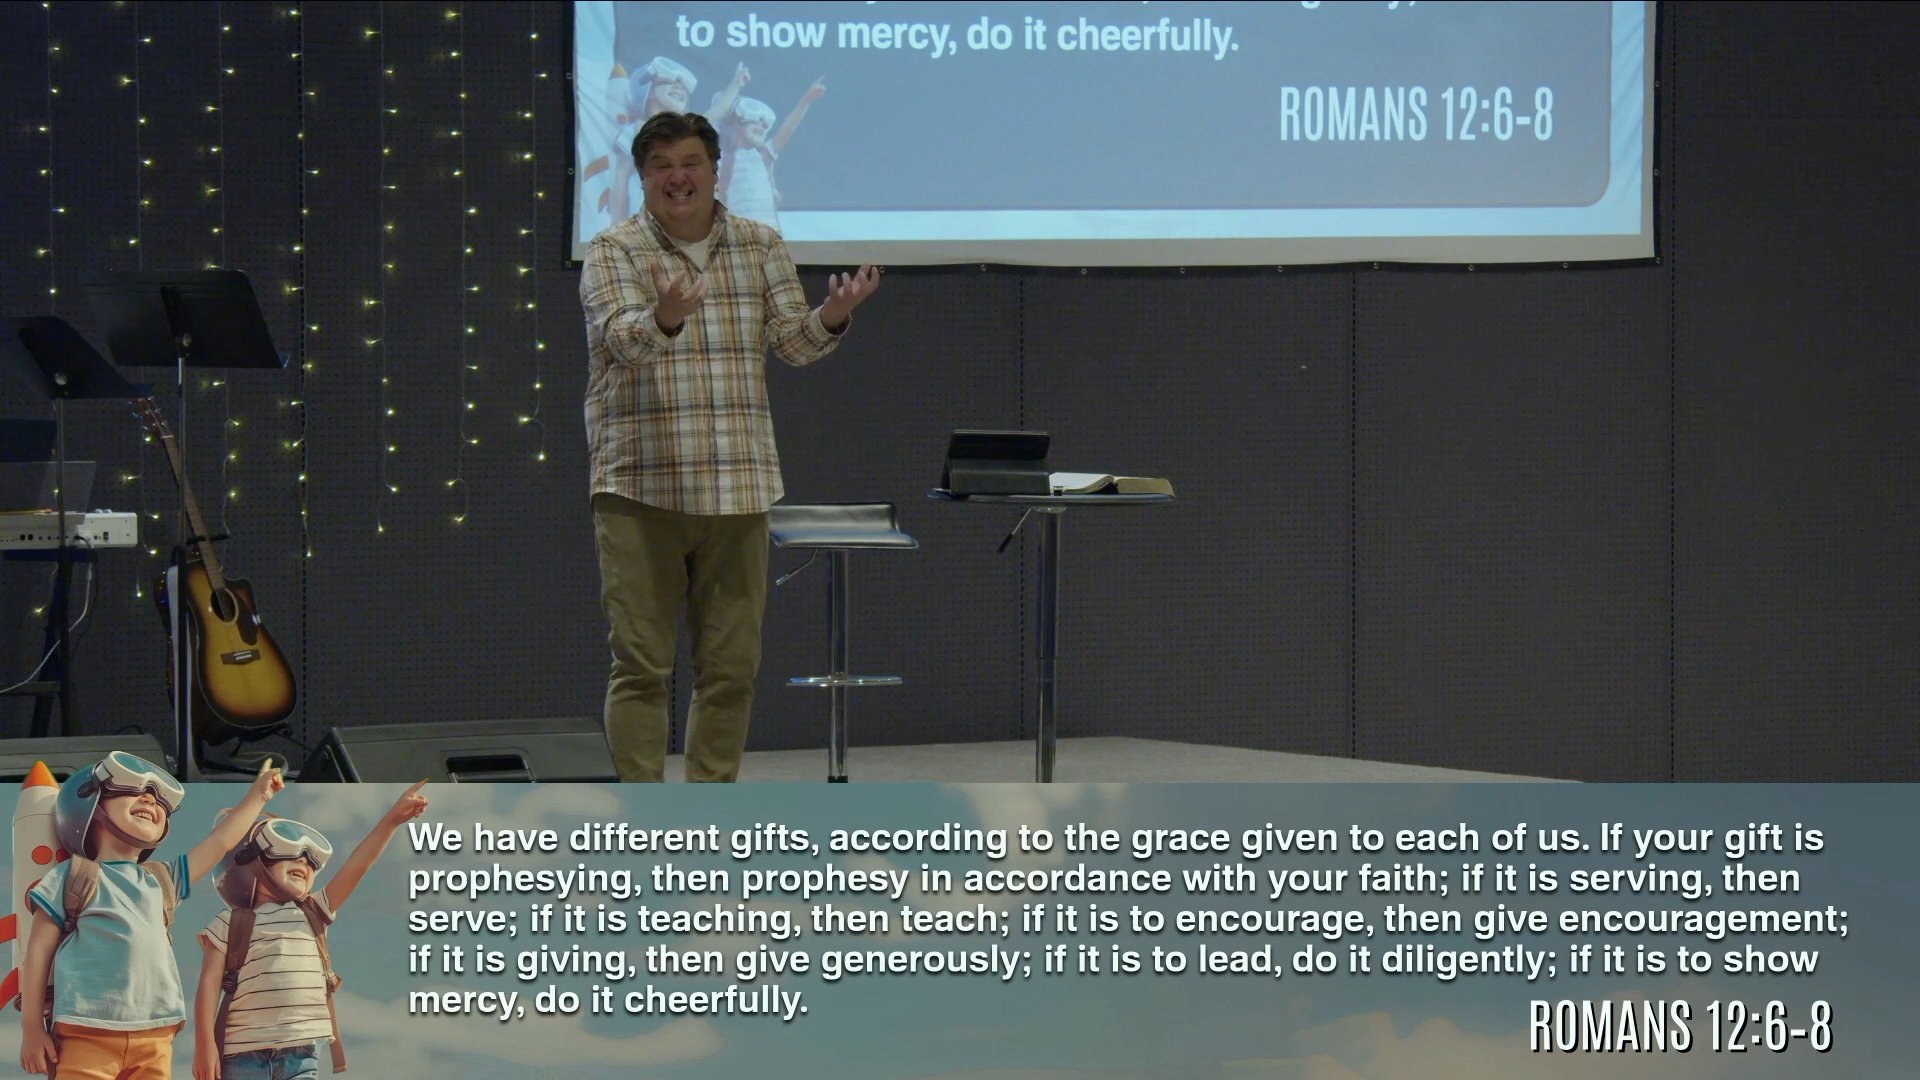 to show mercy, do it cheerfully.
ROMANS 12:6-8
We have different gifts, according to the grace given to each of us. If your gift is
prophesying, then prophesy in accordance with your faith; if it is serving, then
serve; if it is teaching, then teach; if it is to encourage, then give encouragement;
if it is giving, then give generously; if it is to lead, do it diligently; if it is to show
mercy, do it cheerfully.
ROMANS 12:6-8